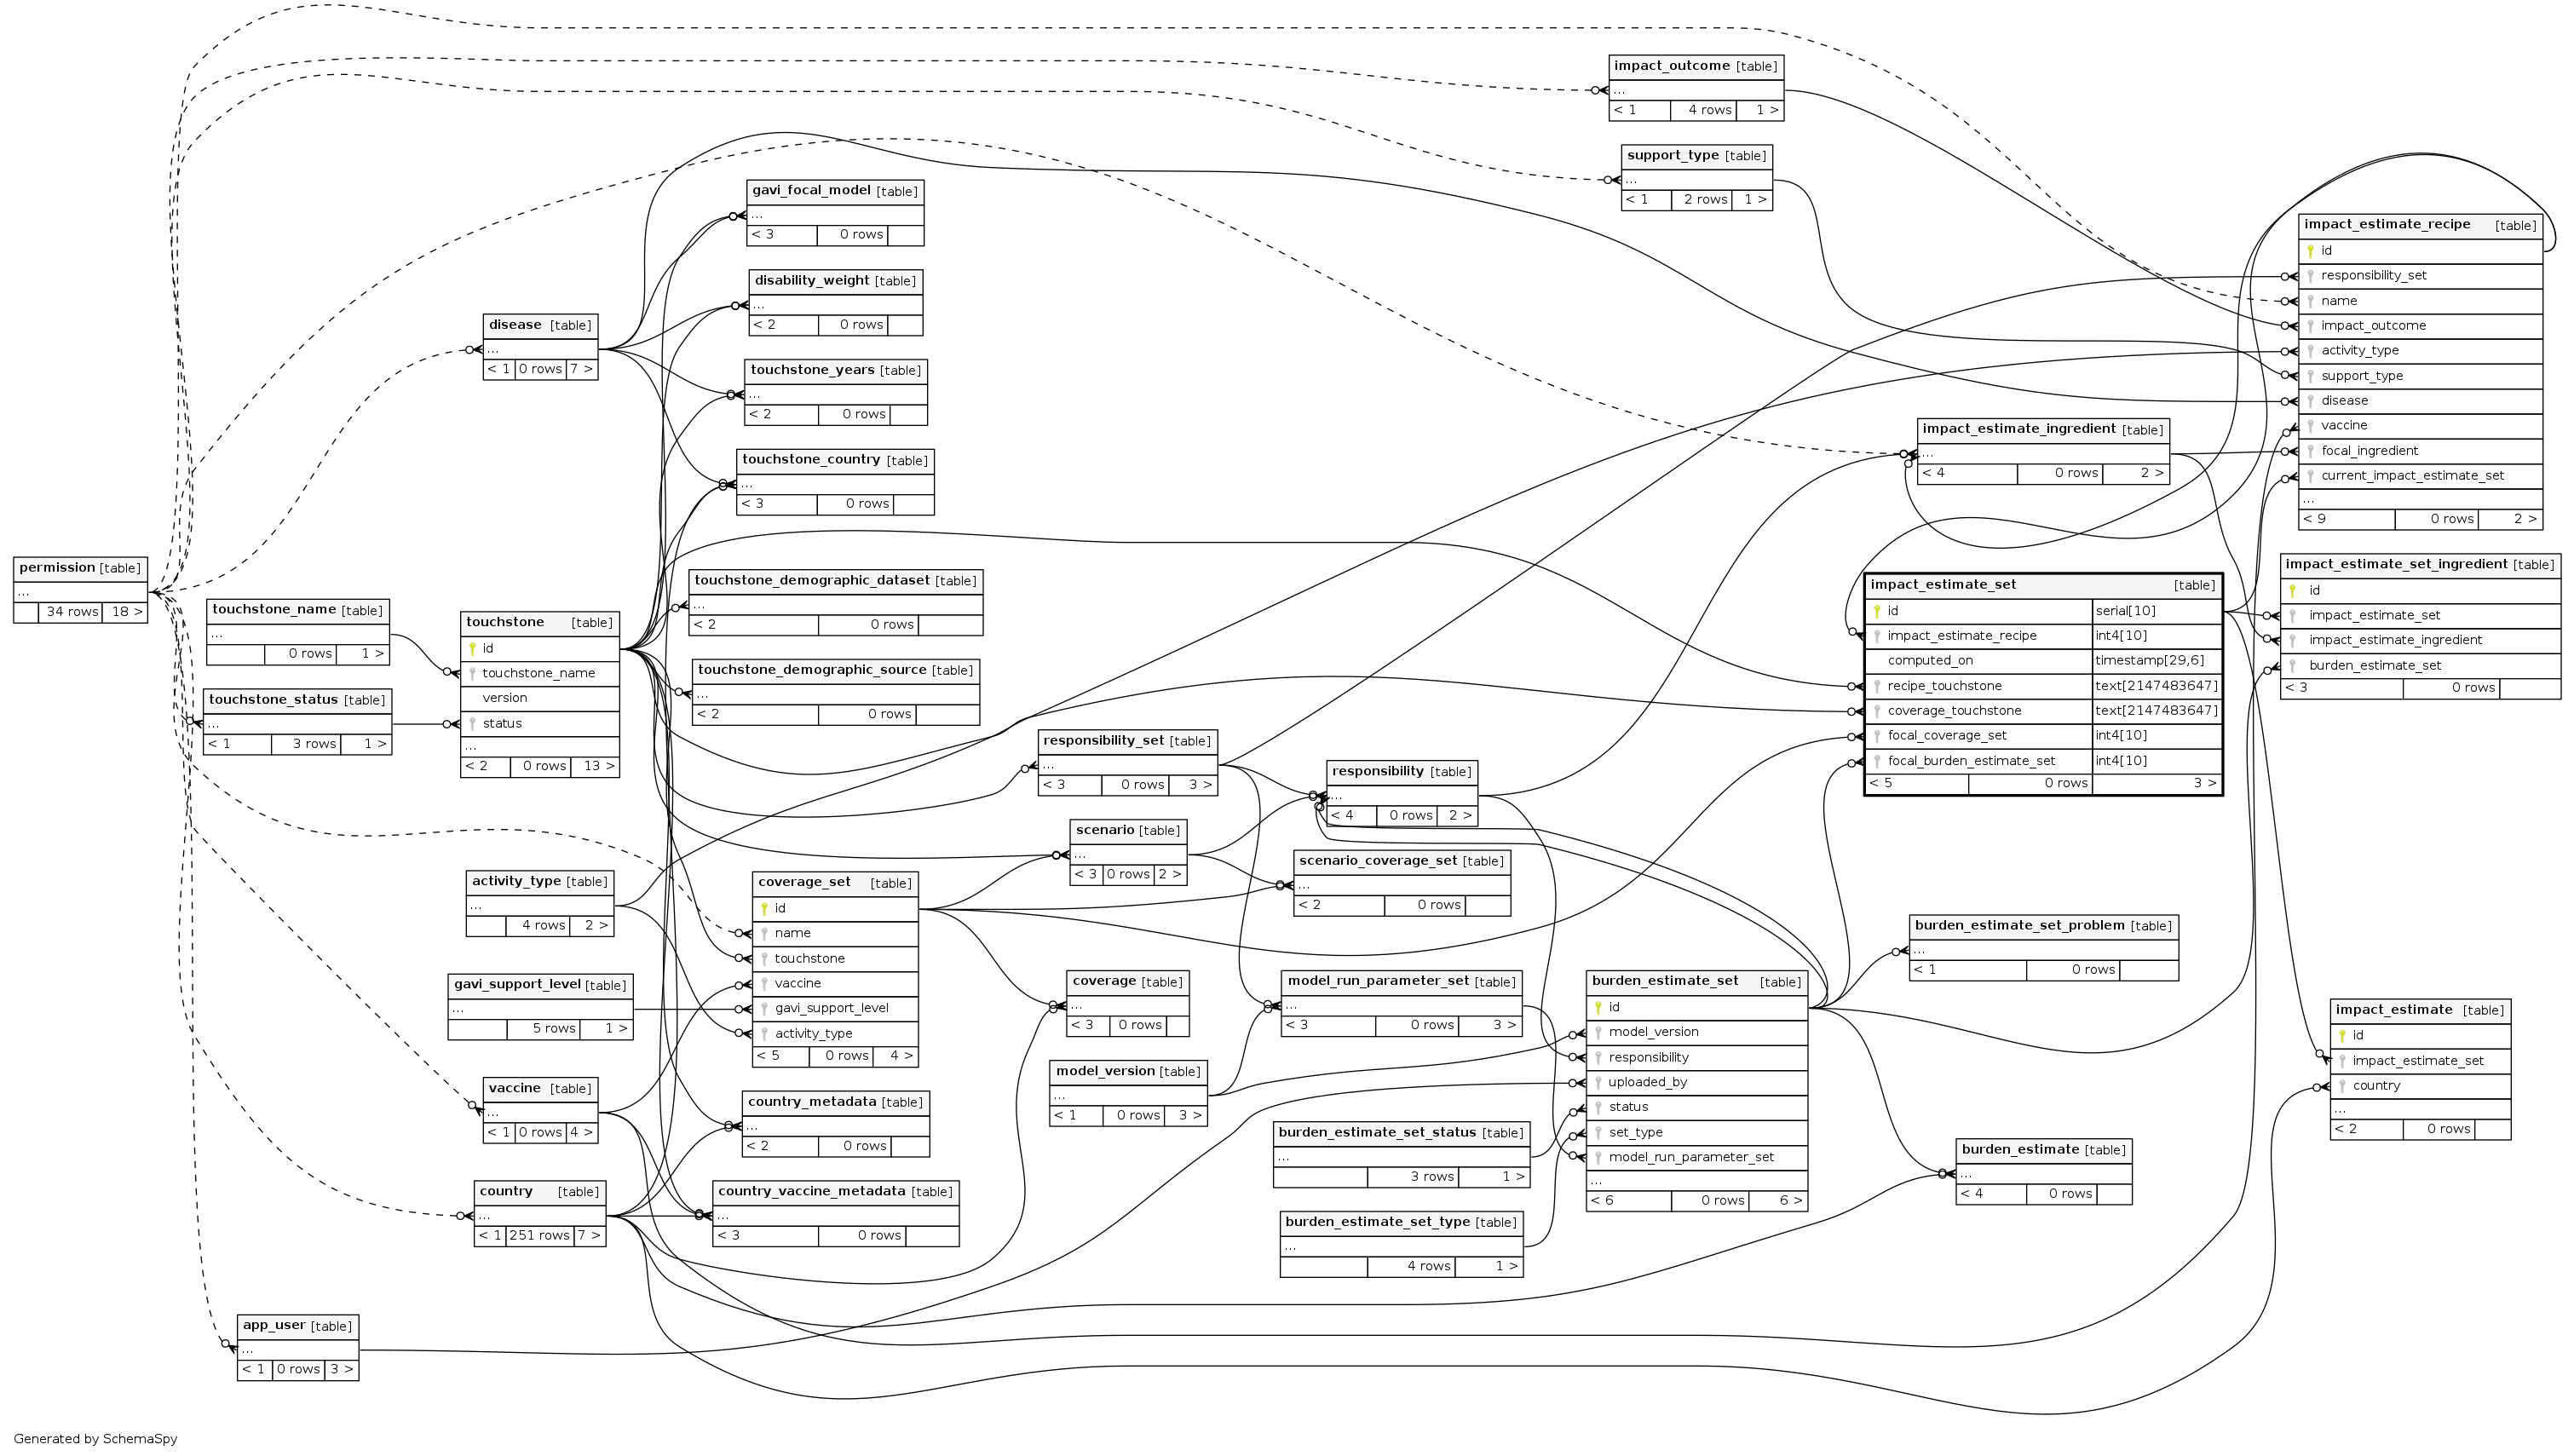 impact_outcome [table]
...
< 1 4 rows 1 >
support_type [table]
...
< 1 2 rows 1 >
gavi_focal_model [table]
...
< 3 0 rows
impact_estimate_recipe [table]
id
responsibility_set
name
impact_outcome
activity_type
support_type
disease
vaccine
focal_ingredient
current_impact_estimate_set
...
< 9 0 rows 2 >
disability_weight [table]
...
< 2 0 rows
disease [table]
...
< 1 0 rows 7 >
touchstone_years [table]
...
< 2 0 rows
impact_estimate_ingredient [table]
...
< 4 0 rows 2 >
touchstone_country [table]
...
< 3 0 rows
permission [table]
...
34 rows 18 >
touchstone_name [table]
...
0 rows 1 >
touchstone_status [table]
...
< 1 3 rows 1 >
touchstone [table]
id
touchstone_name
version
status
...
< 2 0 rows 13 >
touchstone_demographic_dataset [table]
...
< 2 0 rows
touchstone_demographic_source [table]
...
< 2 0 rows
impact_estimate_set [table]
id serial[10]
impact_estimate_recipe int4[10]
computed_on timestamp[29,6]
recipe_touchstone text[2147483647]
coverage_touchstone text[2147483647]
focal_coverage_set int4[10]
focal_burden_estimate_set int4[10]
< 5 0 rows 3 >
impact_estimate_set_ingredient [table]
id
impact_estimate_set
impact_estimate_ingredient
burden_estimate_set
< 3 0 rows
responsibility_set [table]
...
< 3 0 rows 3 >
responsibility [table]
...
< 4 0 rows 2 >
scenario [table]
...
< 3 0 rows 2 >
scenario_coverage_set [table]
...
< 2 0 rows
activity_type [table]
...
4 rows 2 >
coverage_set [table]
id
name
touchstone
vaccine
gavi_support_level
activity_type
< 5 0 rows 4 >
gavi_support_level [table]
...
5 rows 1 >
coverage [table]
...
< 3 0 rows
model_run_parameter_set [table]
...
< 3 0 rows 3 >
burden_estimate_set [table]
id
model_version
responsibility
uploaded_by
status
set_type
model_run_parameter_set
...
< 6 0 rows 6 >
burden_estimate_set_problem [table]
...
< 1 0 rows
impact_estimate [table]
id
impact_estimate_set
country
...
< 2 0 rows
model_version [table]
...
< 1 0 rows 3 >
vaccine [table]
...
< 1 0 rows 4 >
country_metadata [table]
...
< 2 0 rows
burden_estimate_set_status [table]
...
3 rows 1 >
burden_estimate [table]
...
< 4 0 rows
country [table]
...
< 1 251 rows 7 >
country_vaccine_metadata [table]
...
< 3 0 rows
burden_estimate_set_type [table]
...
4 rows 1 >
app_user [table]
...
< 1 0 rows 3 >
Generated by SchemaSpy